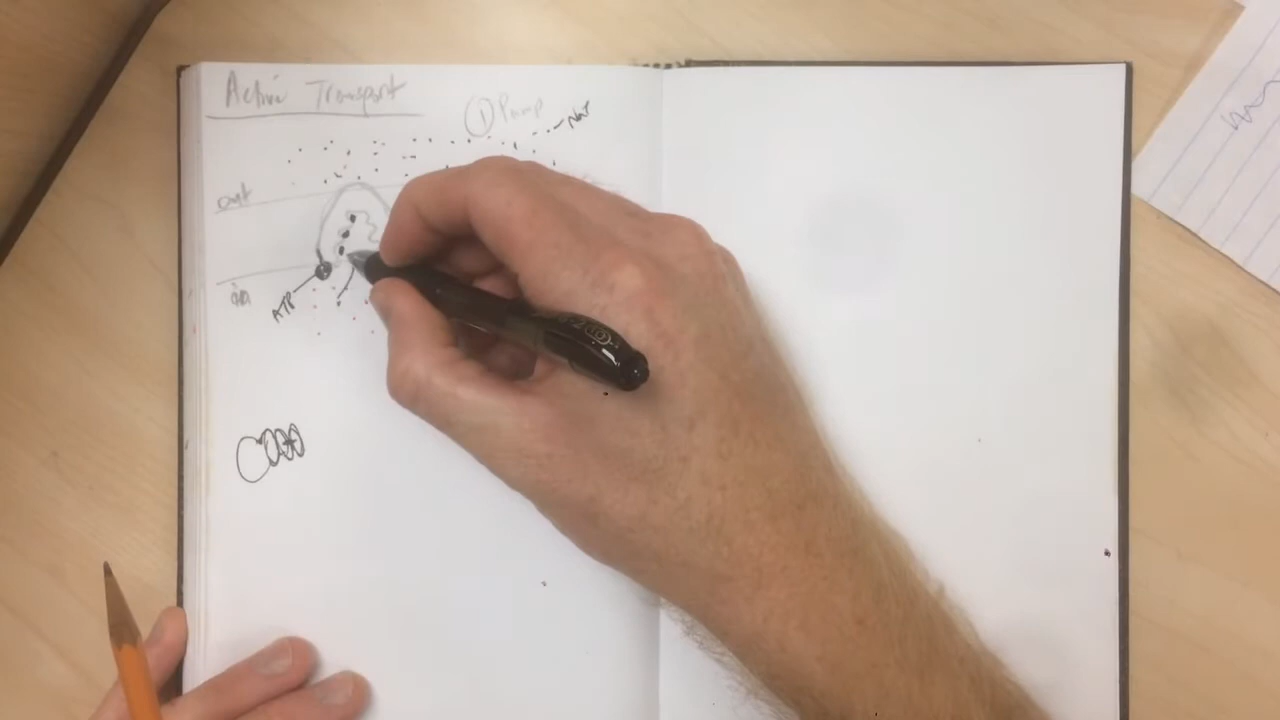 Active Transport
① Pump
Na+
out
in
ATP